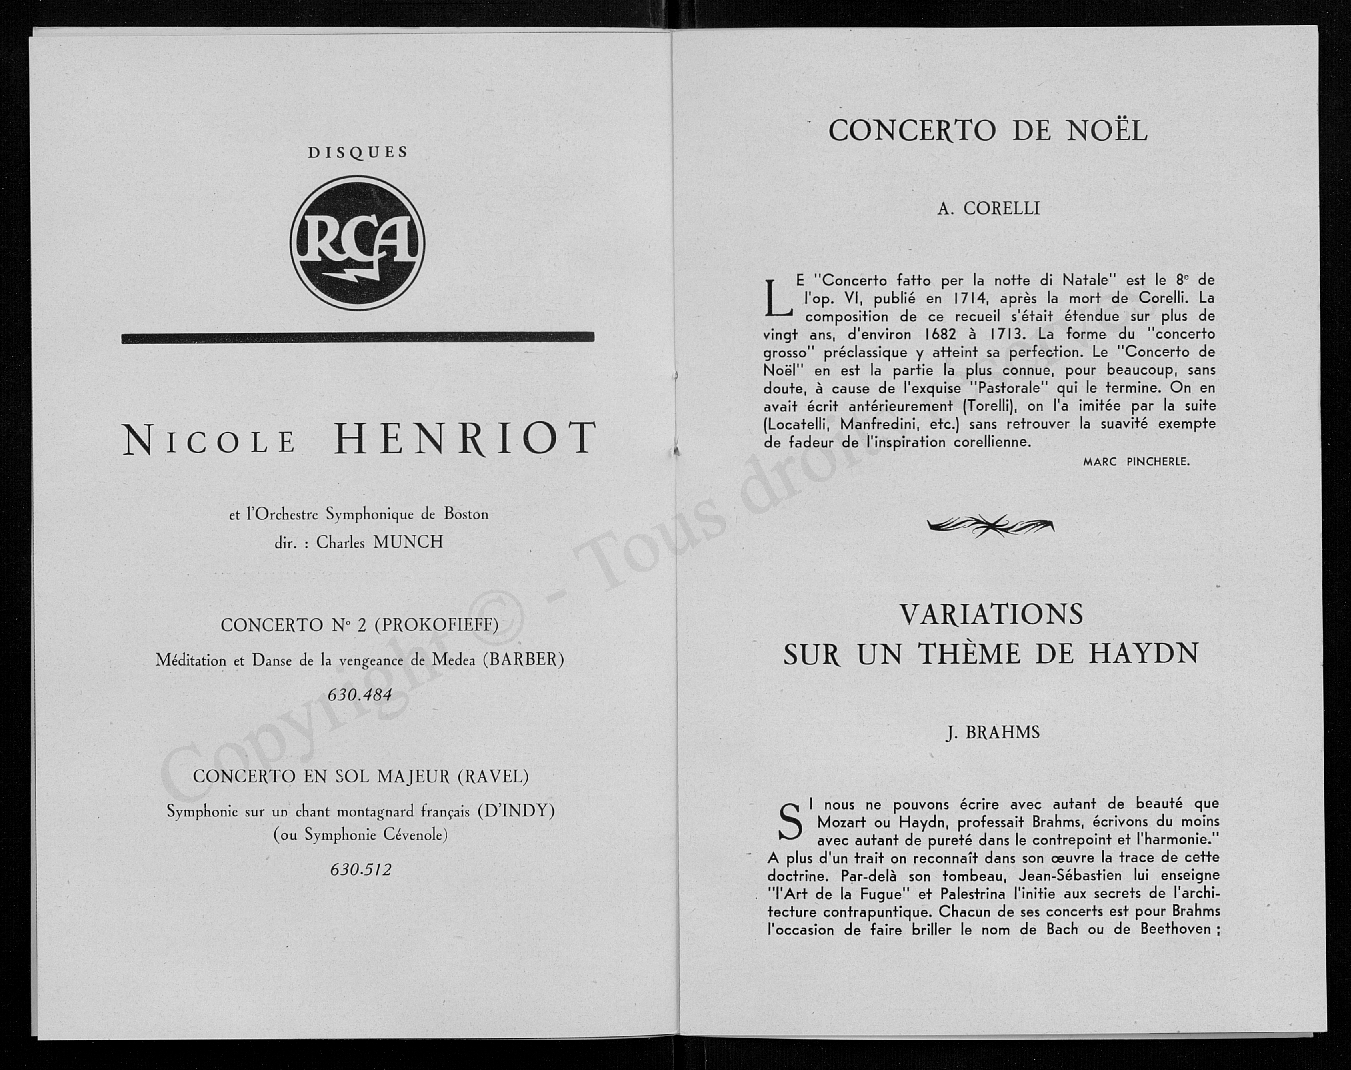 DISQUES
RCA
NICOLE HENRIOT
et l'Orchestre Symphonique de Boston
dir. : Charles MUNCH
CONCERTO Nº 2 (PROKOFIEFF)
Méditation et Danse de la vengeance de Medea (BARBER)
630.484
CONCERTO EN SOL MAJEUR (RAVEL)
Symphonie sur un chant montagnard français (D'INDY)
(ou Symphonie Cévenole)
630.512
CONCERTO DE NOËL
A. CORELLI
LE "Concerto fatto per la notte di Natale" est le 8e de
l'op. VI, publié en 1714, après la mort de Corelli. La
composition de ce recueil s'était étendue sur plus de
vingt ans, d'environ 1682 à 1713. La forme du "concerto
grosso" préclassique y atteint sa perfection. Le "Concerto de
Noël" en est la partie la plus connue, pour beaucoup, sans
doute, à cause de l'exquise "Pastorale" qui le termine. On en
avait écrit antérieurement (Torelli), on l'a imitée par la suite
(Locatelli, Manfredini, etc.) sans retrouver la suavité exempte
de fadeur de l'inspiration corellienne.
MARC PINCHERLE.
VARIATIONS
SUR UN THÈME DE HAYDN
J. BRAHMS
SI nous ne pouvons écrire avec autant de beauté que
Mozart ou Haydn, professait Brahms, écrivons du moins
avec autant de pureté dans le contrepoint et l'harmonie."
A plus d'un trait on reconnaît dans son œuvre la trace de cette
doctrine. Par-delà son tombeau, Jean-Sébastien lui enseigne
"l'Art de la Fugue" et Palestrina l'initie aux secrets de l'archi-
tecture contrapuntique. Chacun de ses concerts est pour Brahms
l'occasion de faire briller le nom de Bach ou de Beethoven ;
Copyright © - Tous droits